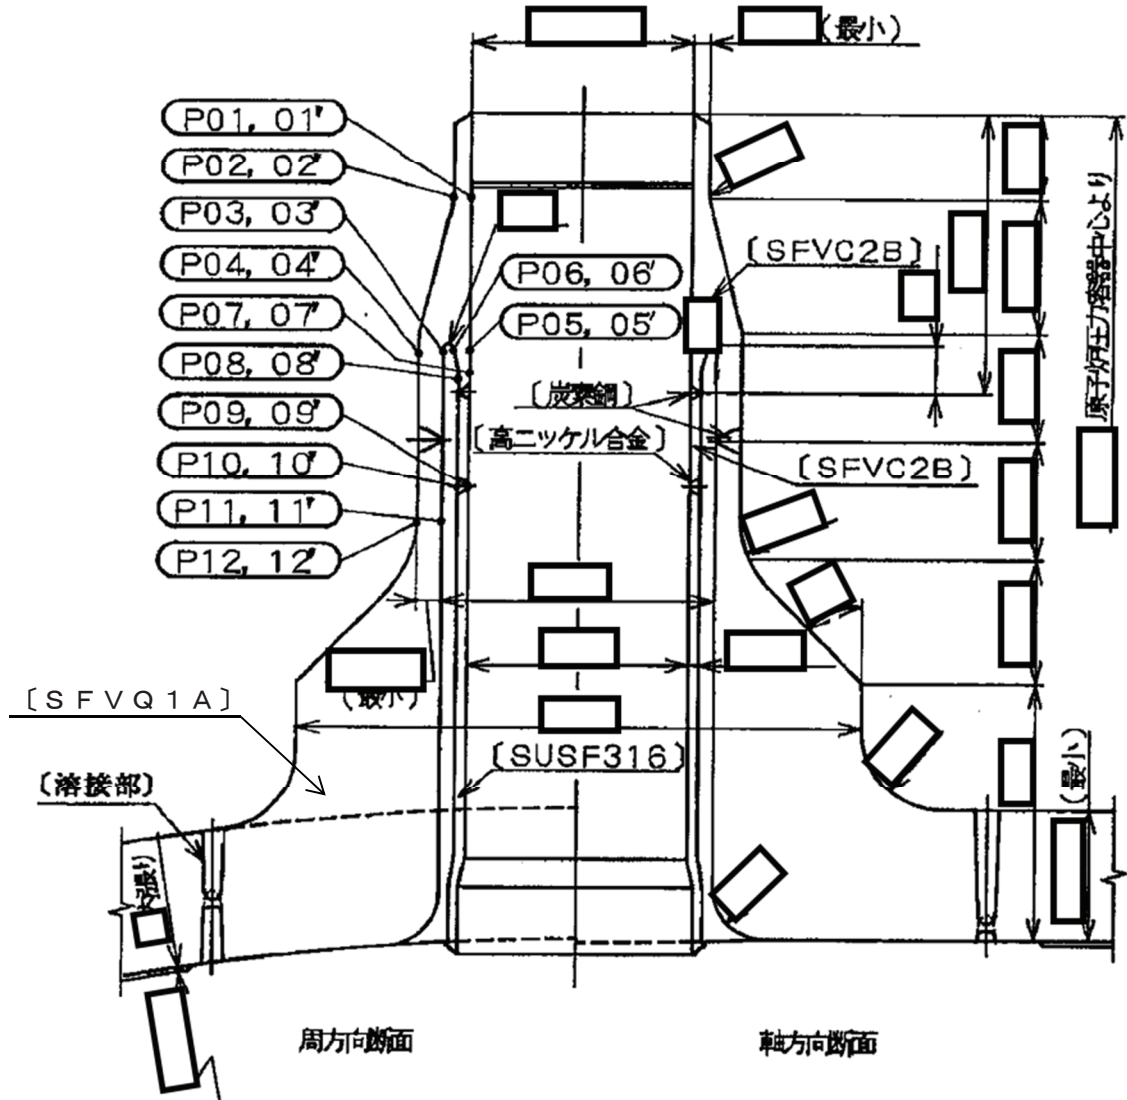 (最小)
P01, 01'
P02, 02'
P03, 03'
P04, 04'
P07, 07'
P08, 08'
P09, 09'
P10, 10'
P11, 11'
P12, 12'
P06, 06'
P05, 05'
〔SFVC2B〕
〔炭素鋼〕
〔高ニッケル合金〕
〔SFVC2B〕
原子炉圧力容器中心より
(最小)
〔SFVQ1A〕
〔SUSF316〕
〔溶接部〕
(最小)
内張り
周方向断面
軸方向断面